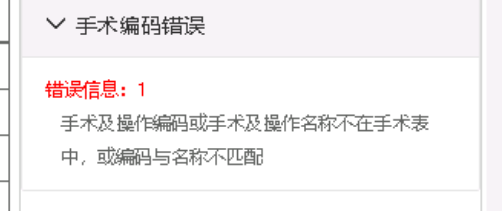 手术编码错误
错误信息：1
手术及操作编码或手术及操作名称不在手术表
中，或编码与名称不匹配